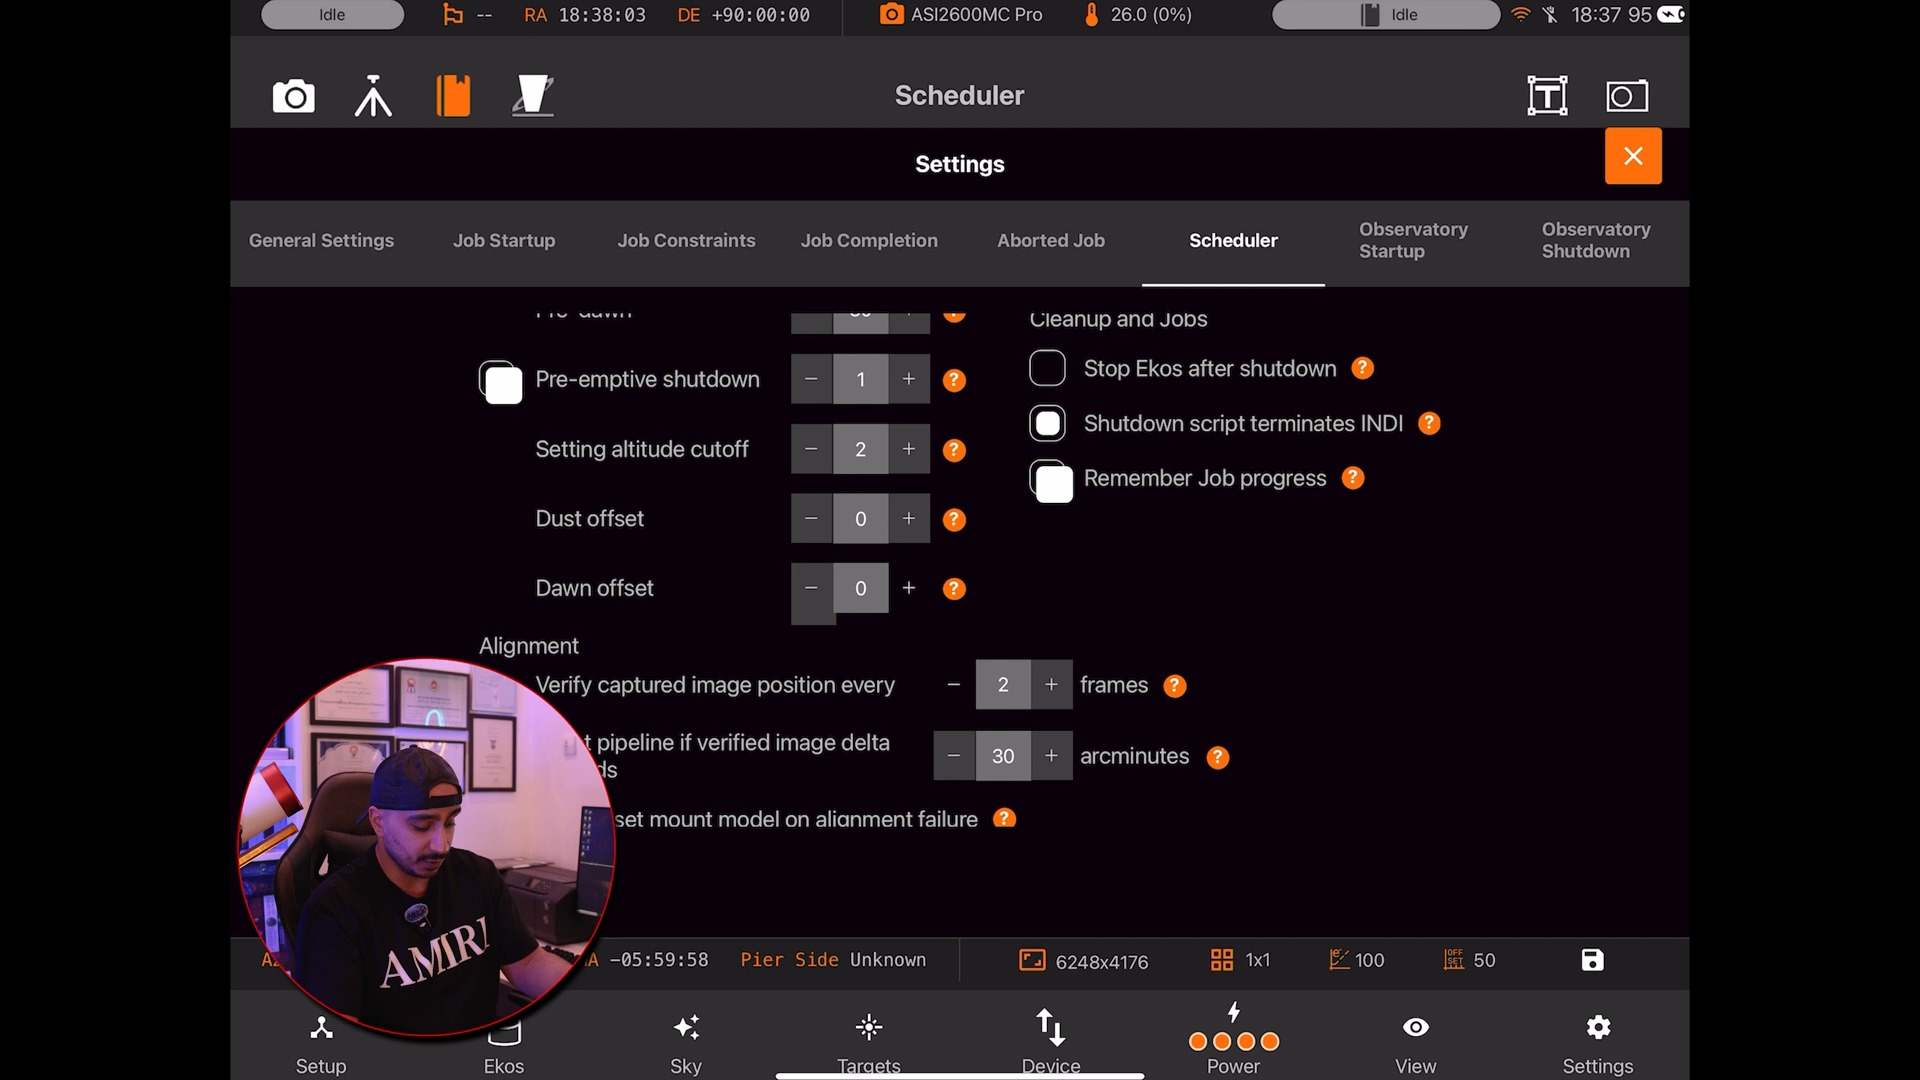 Idle
--
RA 18:38:03
DE +90:00:00
ASI2600MC Pro
26.0 (0%)
Idle
18:37 95
Scheduler
T
Settings
General Settings
Job Startup
Job Constraints
Job Completion
Aborted Job
Scheduler
Observatory
Startup
Observatory
Shutdown
Pre-dawn
Cleanup and Jobs
Pre-emptive shutdown − 1 + ?
Stop Ekos after shutdown ?
Setting altitude cutoff − 2 + ?
Shutdown script terminates INDI ?
Remember Job progress ?
Dust offset − 0 + ?
Dawn offset − 0 + ?
Alignment
Verify captured image position every − 2 + frames ?
pipeline if verified image delta
− 30 + arcminutes ?
set mount model on alignment failure ?
AMIRI
-05:59:58
Pier Side Unknown
6248x4176
1x1
100
OFF
SET
50
Setup
Ekos
Sky
Targets
Device
Power
View
Settings